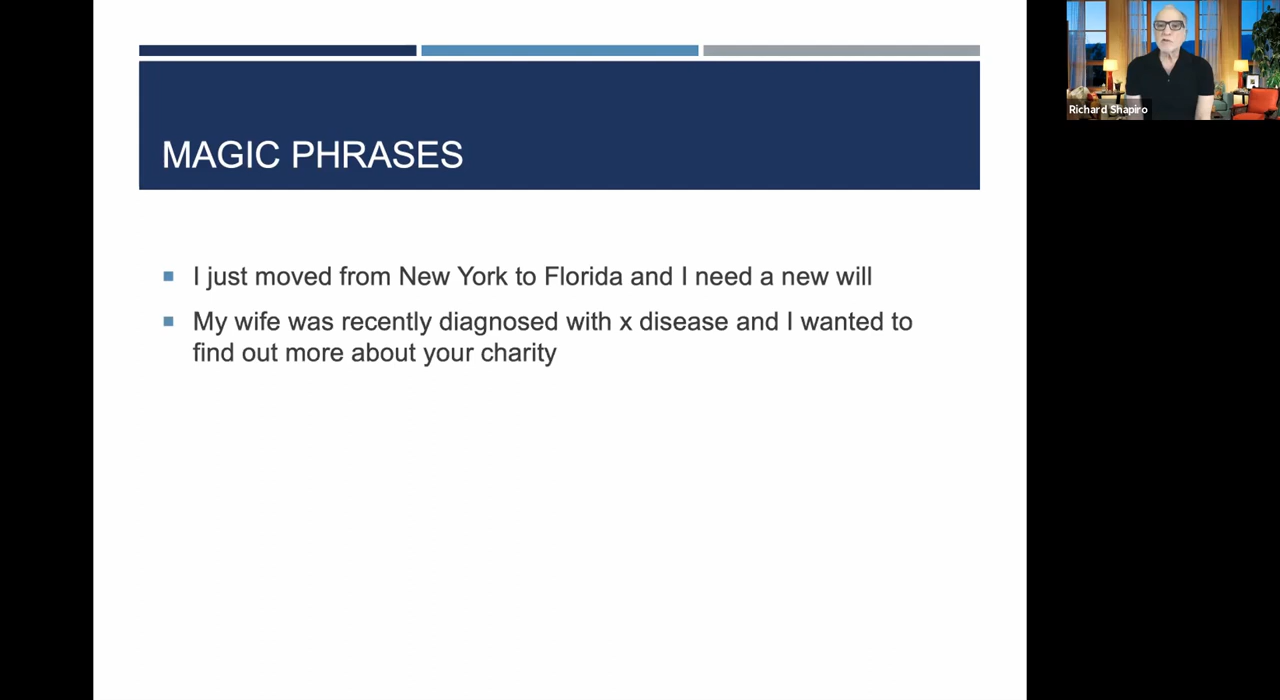 MAGIC PHRASES
I just moved from New York to Florida and I need a new will
My wife was recently diagnosed with x disease and I wanted to
find out more about your charity
Richard Shapiro